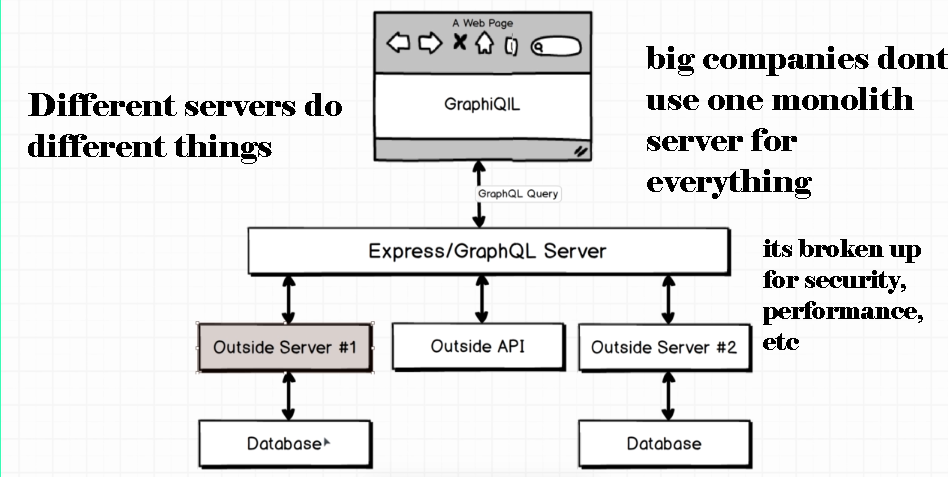 A Web Page
GraphiQlL
Different servers do
different things
big companies dont
use one monolith
server for
everything
GraphQL Query
Express/GraphQL Server
its broken up
for security,
performance,
etc
Outside Server #1
Outside API
Outside Server #2
Database
Database